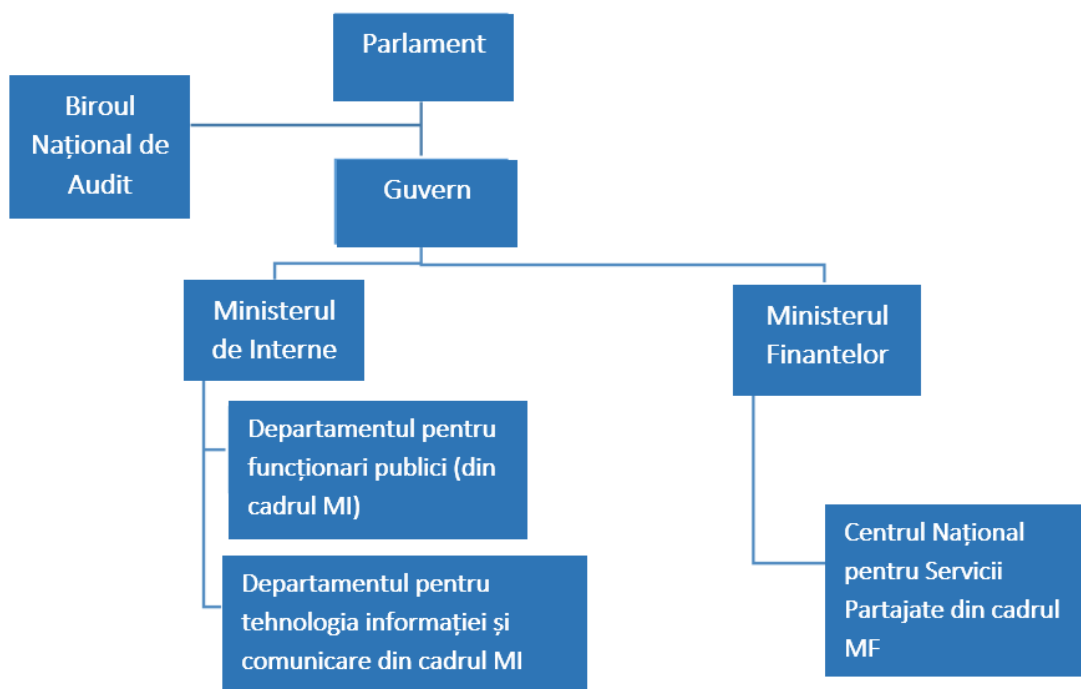 Parlament
Biroul
Național de
Audit
Guvern
Ministerul
de Interne
Ministerul
Finantelor
Departamentul pentru
funcționari publici (din
cadrul MI)
Departamentul pentru
tehnologia informației și
comunicare din cadrul MI
Centrul Național
pentru Servicii
Partajate din cadrul
MF